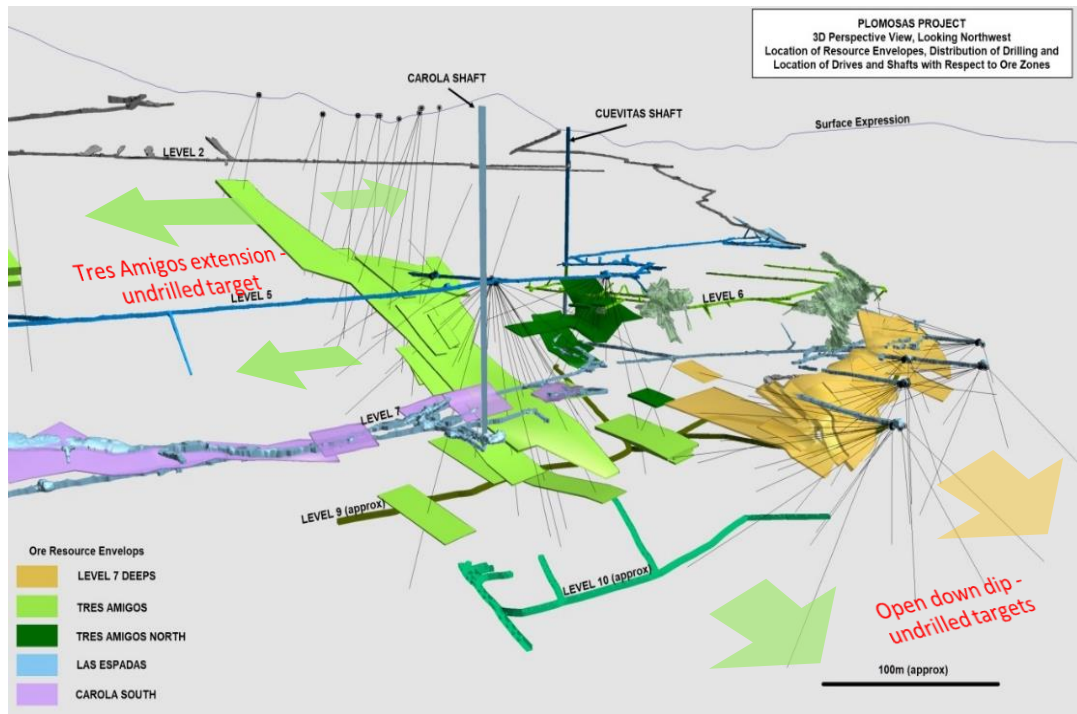 PLOMOSAS PROJECT
3D Perspective View, Looking Northwest
Location of Resource Envelopes, Distribution of Drilling and
Location of Drives and Shafts with Respect to Ore Zones
CAROLA SHAFT
CUEVITAS SHAFT
Surface Expression
LEVEL 2
Tres Amigos extension -
undrilled target
LEVEL 5
LEVEL 6
LEVEL 7
LEVEL 9 (approx)
LEVEL 10 (approx)
Open down dip -
undrilled targets
100m (approx)
Ore Resource Envelops
LEVEL 7 DEEPS
TRES AMIGOS
TRES AMIGOS NORTH
LAS ESPADAS
CAROLA SOUTH